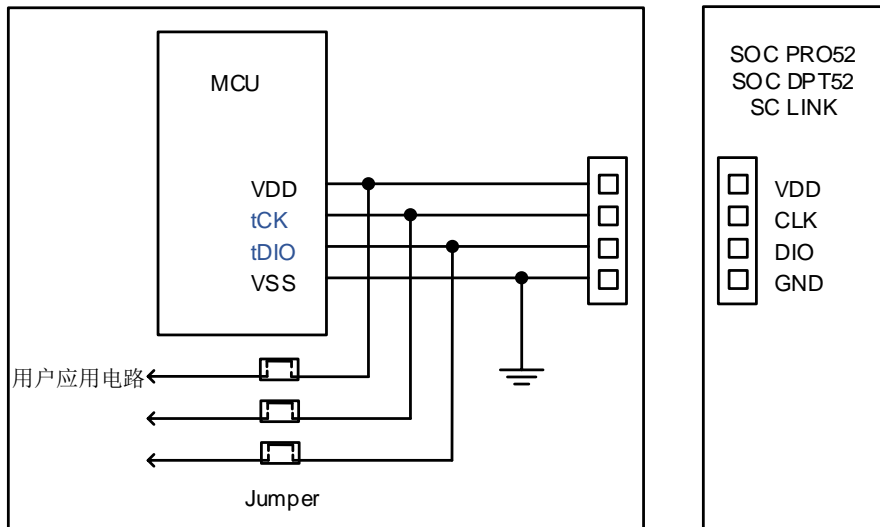 MCU
VDD
tCK
tDIO
VSS
用户应用电路
Jumper
SOC PRO52
SOC DPT52
SC LINK
VDD
CLK
DIO
GND